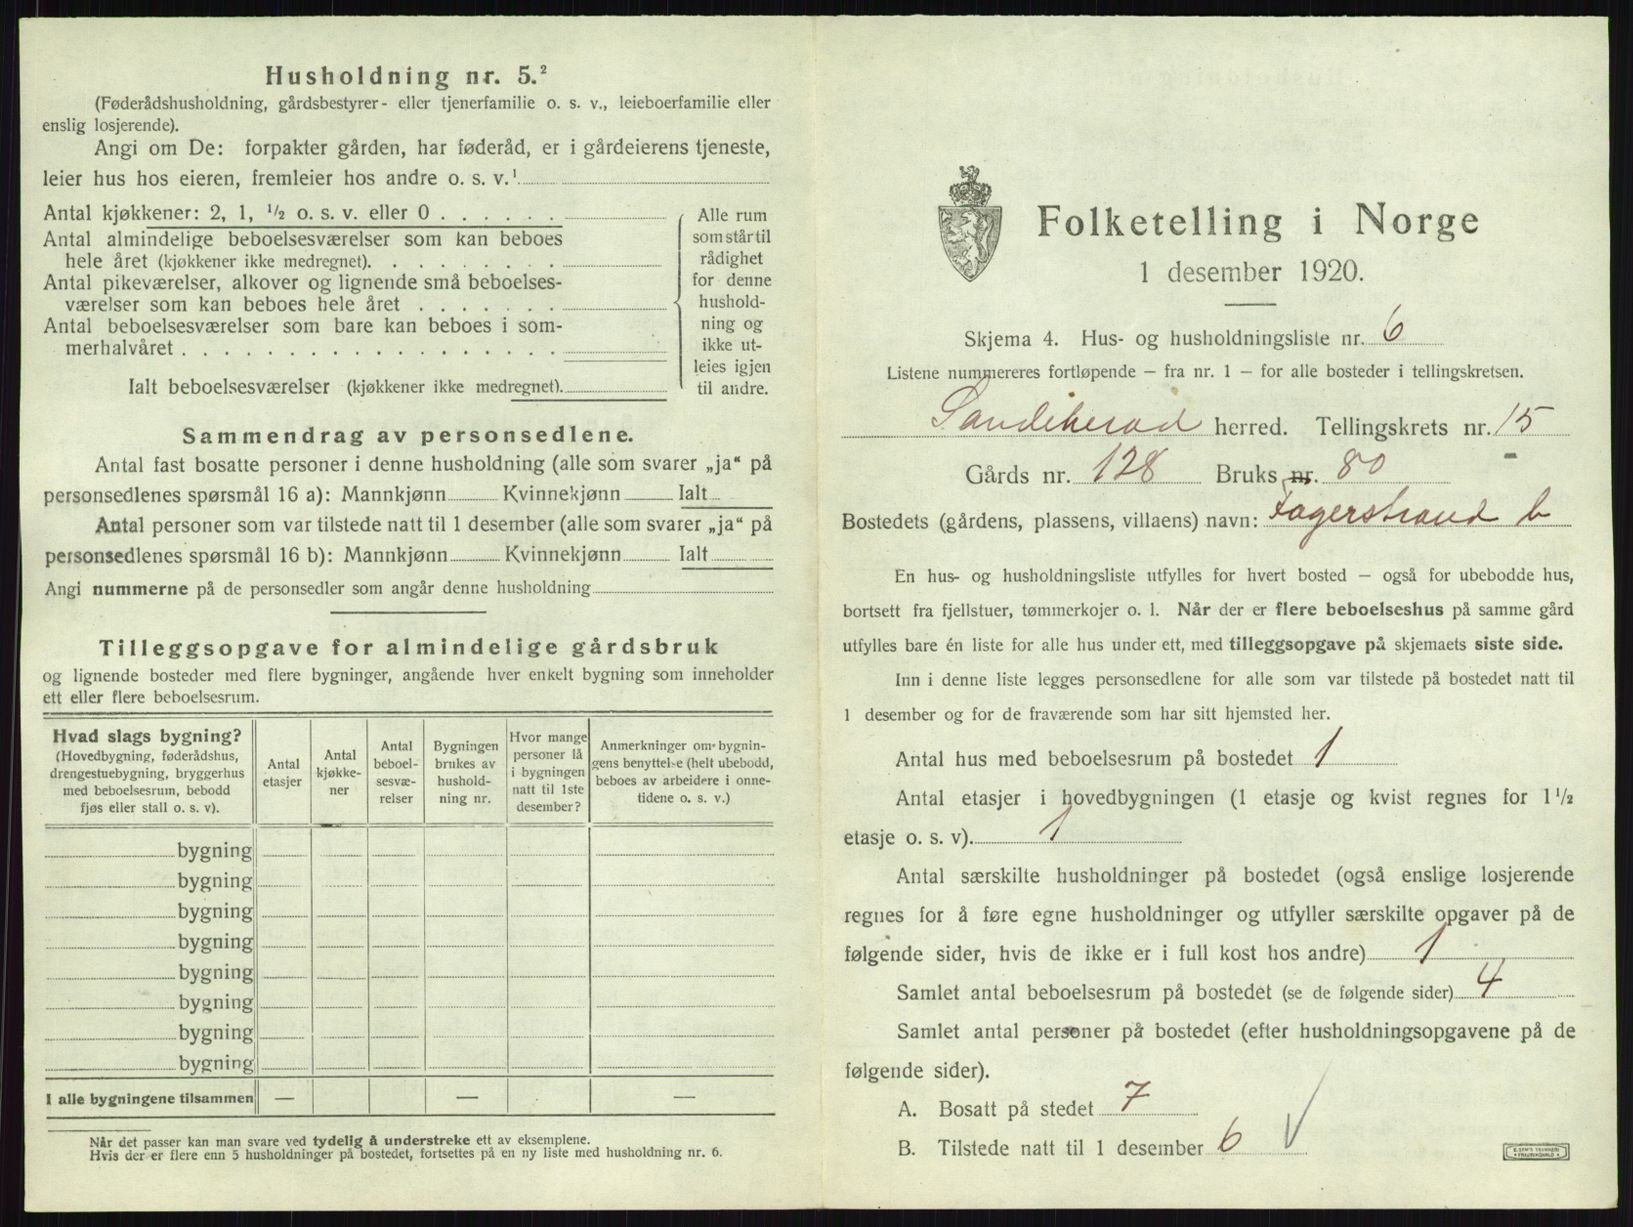 Husholdning nr. 5.²
(Føderådshusholdning, gårdsbestyrer- eller tjenerfamilie o. s. v., leieboerfamilie eller
enslig losjerende).
Angi om De: forpakter gården, har føderåd, er i gårdeierens tjeneste,
leier hus hos eieren, fremleier hos andre o. s. v.¹
Antal kjøkkener: 2, 1, ½ o. s. v. eller 0 . . . . . .
Antal almindelige beboelsesværelser som kan beboes
hele året (kjøkkener ikke medregnet). . . . . . . . .
Antal pikeværelser, alkover og lignende små beboelses-
værelser som kan beboes hele året . . . . . . .
Antal beboelsesværelser som bare kan beboes i som-
merhalvåret . . . . . . . . . . . . . . . . . .
Ialt beboelsesværelser (kjøkkener ikke medregnet).
Alle rum
som står til
rådighet
for denne
hushold-
ning og
ikke ut-
leies igjen
til andre.
Sammendrag av personsedlene.
Antal fast bosatte personer i denne husholdning (alle som svarer „ja“ på
personsedlenes spørsmål 16 a): Mannkjønn Kvinnekjønn Ialt
Antal personer som var tilstede natt til 1 desember (alle som svarer „ja“ på
personsedlenes spørsmål 16 b): Mannkjønn Kvinnekjønn Ialt
Angi nummerne på de personsedler som angår denne husholdning
Tilleggsopgave for almindelige gårdsbruk
og lignende bosteder med flere bygninger, angående hver enkelt bygning som inneholder
ett eller flere beboelsesrum.
Hvad slags bygning?
(Hovedbygning, føderådshus,
drengestuebygning, bryggerhus
med beboelsesrum, bebodd
fjøs eller stall o. s. v).
Antal
etasjer
Antal
kjøkke-
ner
Antal
beboel-
sesvæ-
relser
Bygningen
brukes av
hushold-
ning nr.
Hvor mange
personer lå
i bygningen
natt til 1ste
desember?
Anmerkninger om bygnin-
gens benyttelse (helt ubebodd,
beboes av arbeidere i onne-
tidene o. s. v.)
bygning
bygning
bygning
bygning
bygning
bygning
bygning
bygning
I alle bygningene tilsammen — — —
¹ Når det passer kan man svare ved tydelig å understreke ett av eksemplene.
² Hvis der er flere enn 5 husholdninger på bostedet, fortsettes på en ny liste med husholdning nr. 6.
Folketelling i Norge
1 desember 1920.
Skjema 4. Hus- og husholdningsliste nr. 6
Listene nummereres fortløpende — fra nr. 1 — for alle bosteder i tellingskretsen.
Sandeherad herred. Tellingskrets nr. 15
Gårds nr. 128 Bruks nr. 80
Bostedets (gårdens, plassens, villaens) navn: Fagerstrand b
En hus- og husholdningsliste utfylles for hvert bosted — også for ubebodde hus,
bortsett fra fjellstuer, tømmerkojer o. l. Når der er flere beboelseshus på samme gård
utfylles bare én liste for alle hus under ett, med tilleggsopgave på skjemaets siste side.
Inn i denne liste legges personsedlene for alle som var tilstede på bostedet natt til
1 desember og for de fraværende som har sitt hjemsted her.
Antal hus med beboelsesrum på bostedet 1
Antal etasjer i hovedbygningen (1 etasje og kvist regnes for 1½
etasje o. s. v). 1
Antal særskilte husholdninger på bostedet (også enslige losjerende
regnes for å føre egne husholdninger og utfyller særskilte opgaver på de
følgende sider, hvis de ikke er i full kost hos andre) 1
Samlet antal beboelsesrum på bostedet (se de følgende sider) 4
Samlet antal personer på bostedet (efter husholdningsopgavene på de
følgende sider).
A. Bosatt på stedet 7
B. Tilstede natt til 1 desember 6 √